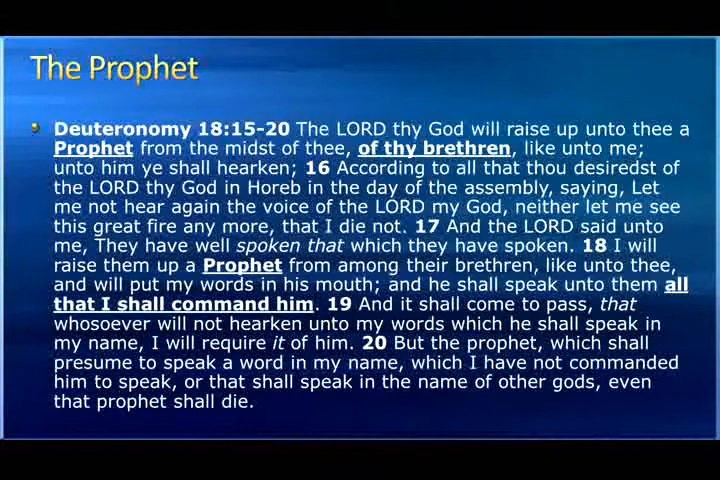 The Prophet
Deuteronomy 18:15-20 The LORD thy God will raise up unto thee a
Prophet from the midst of thee, of thy brethren, like unto me;
unto him ye shall hearken; 16 According to all that thou desiredst of
the LORD thy God in Horeb in the day of the assembly, saying, Let
me not hear again the voice of the LORD my God, neither let me see
this great fire any more, that I die not. 17 And the LORD said unto
me, They have well spoken that which they have spoken. 18 I will
raise them up a Prophet from among their brethren, like unto thee,
and will put my words in his mouth; and he shall speak unto them all
that I shall command him. 19 And it shall come to pass, that
whosoever will not hearken unto my words which he shall speak in
my name, I will require it of him. 20 But the prophet, which shall
presume to speak a word in my name, which I have not commanded
him to speak, or that shall speak in the name of other gods, even
that prophet shall die.